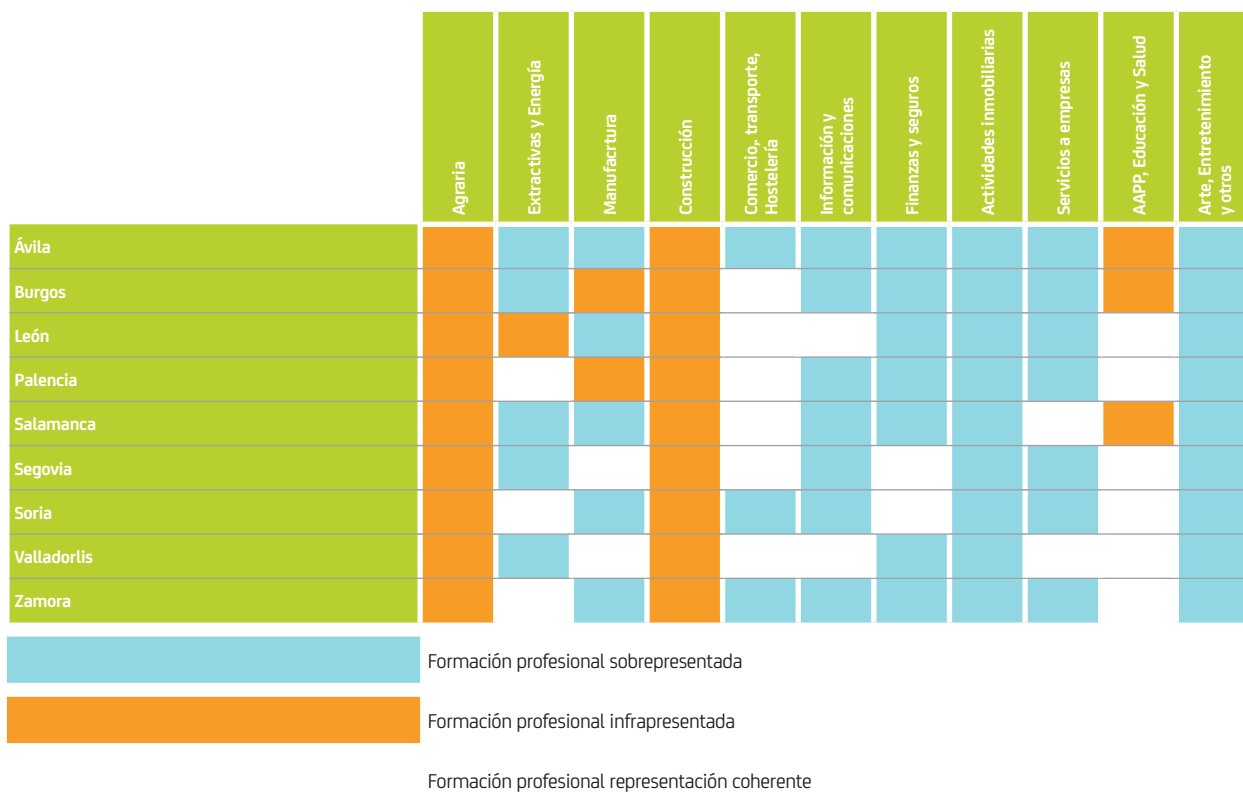 Agraria
Extractivas y Energía
Manufacrtura
Construcción
Comercio, transporte,
Hostelería
Información y
comunicaciones
Finanzas y seguros
Actividades inmobiliarias
Servicios a empresas
AAPP, Educación y Salud
Arte, Entretenimiento
y otros
Ávila
Burgos
León
Palencia
Salamanca
Segovia
Soria
Valladorlis
Zamora
Formación profesional sobrepresentada
Formación profesional infrapresentada
Formación profesional representación coherente